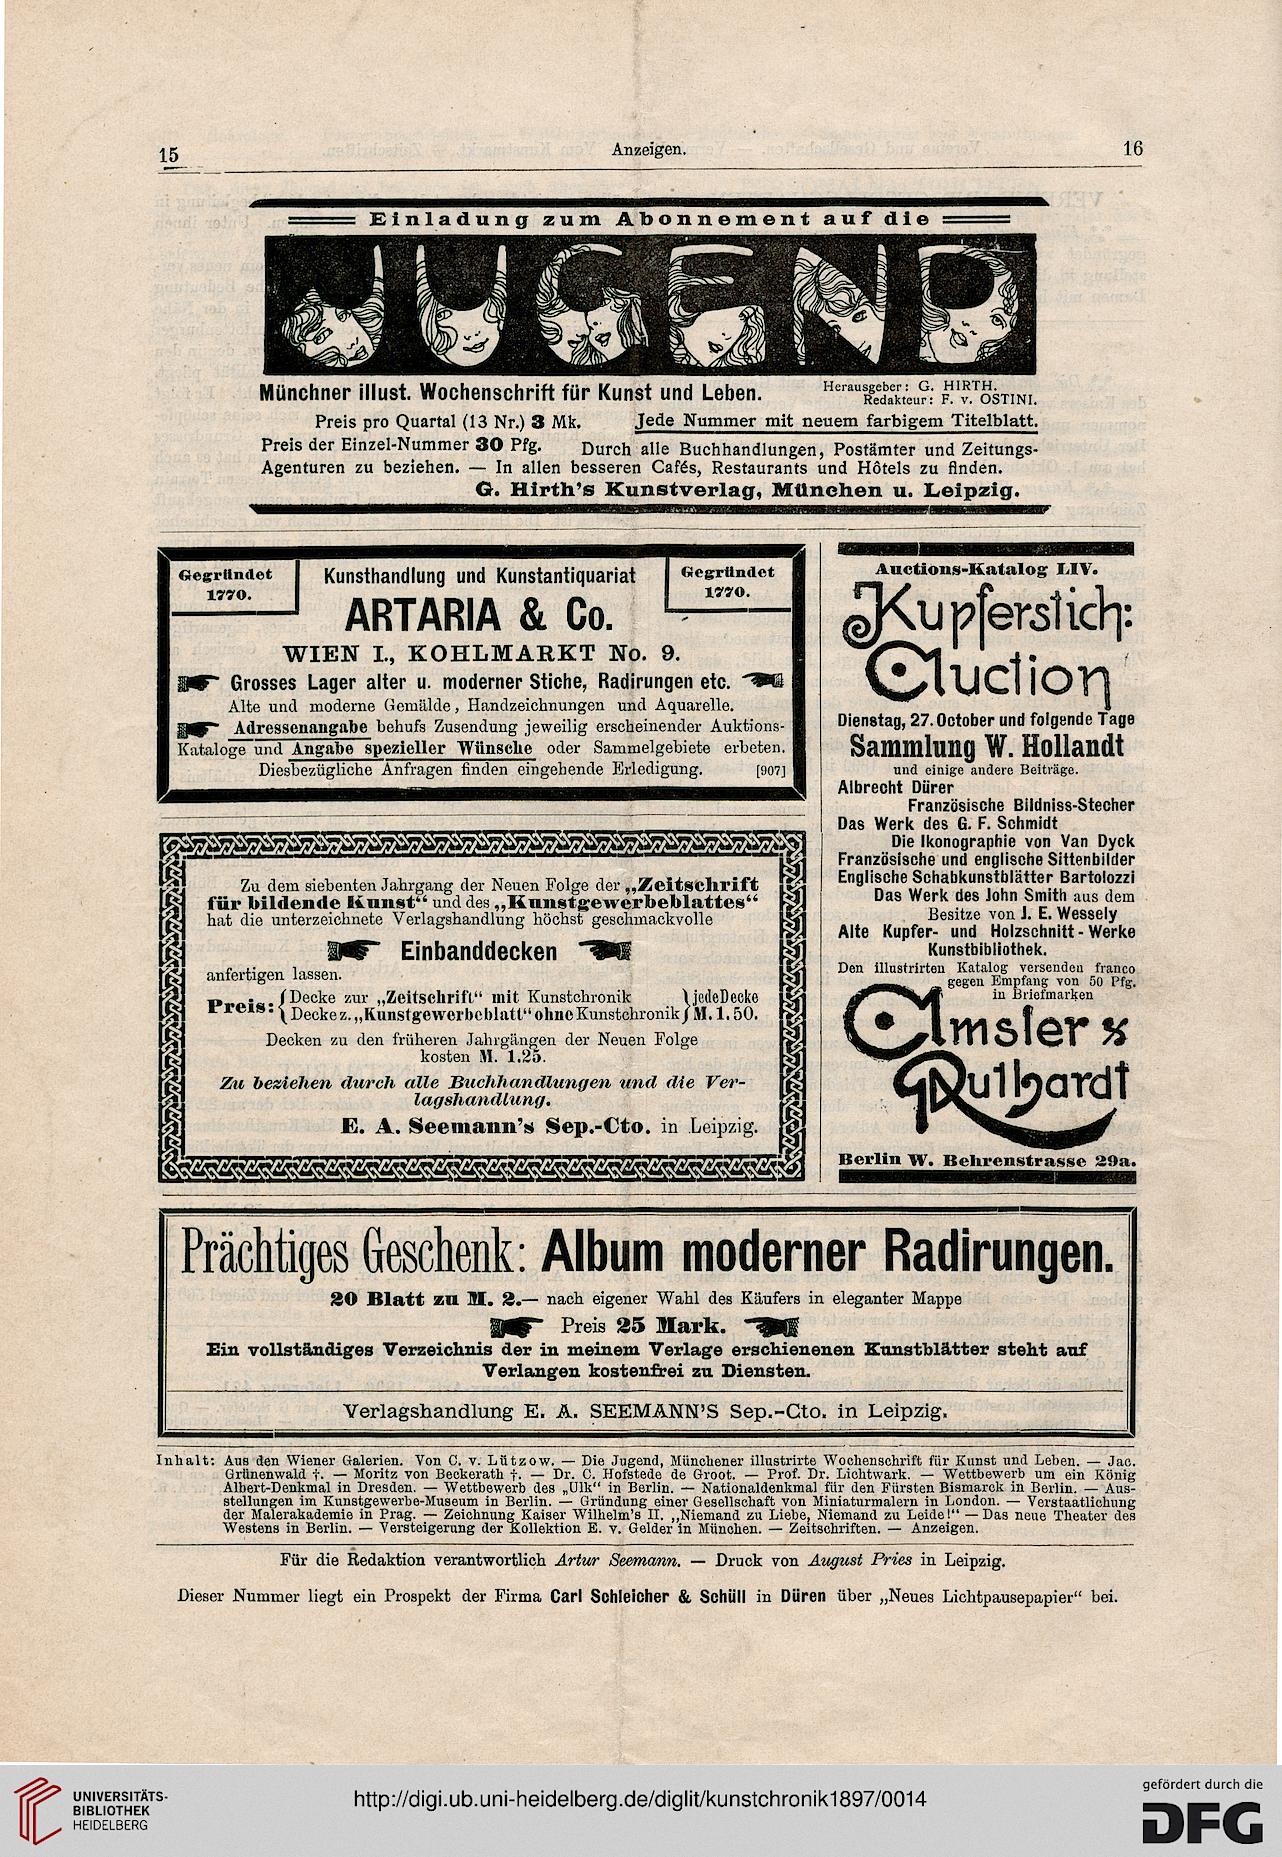 15
Anzeigen.
16
Einladung zum Abonnement auf die
JUGEND
Münchner illust. Wochenschrift für Kunst und Leben.
Herausgeber: G. HIRTH.
Redakteur: F. v. OSTINI.
Preis pro Quartal (13 Nr.) 3 Mk. Jede Nummer mit neuem farbigem Titelblatt.
Preis der Einzel-Nummer 30 Pfg. Durch alle Buchhandlungen, Postämter und Zeitungs-
Agenturen zu beziehen. — In allen besseren Cafés, Restaurants und Hôtels zu finden.
G. Hirth's Kunstverlag, München u. Leipzig.
Gegründet
1770.
Kunsthandlung und Kunstantiquariat
Gegründet
1770.
ARTARIA & Co.
WIEN I., KOHLMARKT No. 9.
Grosses Lager alter u. moderner Stiche, Radirungen etc.
Alte und moderne Gemälde, Handzeichnungen und Aquarelle.
Adressenangabe behufs Zusendung jeweilig erscheinender Auktions-
Kataloge und Angabe spezieller Wünsche oder Sammelgebiete erbeten.
Diesbezügliche Anfragen finden eingehende Erledigung. [907]
Zu dem siebenten Jahrgang der Neuen Folge der „Zeitschrift
für bildende Kunst“ und des „Kunstgewerbeblattes“
hat die unterzeichnete Verlagshandlung höchst geschmackvolle
Einbanddecken
anfertigen lassen.
Preis: { Decke zur „Zeitschrift“ mit Kunstchronik } jede Decke
{ Decke z. „Kunstgewerbeblatt“ ohne Kunstchronik } M. 1.50.
Decken zu den früheren Jahrgängen der Neuen Folge
kosten M. 1.25.
Zu beziehen durch alle Buchhandlungen und die Ver-
lagshandlung.
E. A. Seemann's Sep.-Cto. in Leipzig.
Auctions-Katalog LIV.
Kupferstich:
Auction
Dienstag, 27. October und folgende Tage
Sammlung W. Hollandt
und einige andere Beiträge.
Albrecht Dürer
Französische Bildniss-Stecher
Das Werk des G. F. Schmidt
Die Ikonographie von Van Dyck
Französische und englische Sittenbilder
Englische Schabkunstblätter Bartolozzi
Das Werk des John Smith aus dem
Besitze von J. E. Wessely
Alte Kupfer- und Holzschnitt-Werke
Kunstbibliothek.
Den illustrirten Katalog versenden franco
gegen Empfang von 50 Pfg.
in Briefmarken
Amsler &
Ruthardt
Berlin W. Behrenstrasse 29a.
Prächtiges Geschenk: Album moderner Radirungen.
20 Blatt zu M. 2.— nach eigener Wahl des Käufers in eleganter Mappe
Preis 25 Mark.
Ein vollständiges Verzeichnis der in meinem Verlage erschienenen Kunstblätter steht auf
Verlangen kostenfrei zu Diensten.
Verlagshandlung E. A. SEEMANN'S Sep.-Cto. in Leipzig.
Inhalt: Aus den Wiener Galerien. Von C. v. Lützow. — Die Jugend, Münchener illustrirte Wochenschrift für Kunst und Leben. — Jac.
Grünenwald †. — Moritz von Beckerath †. — Dr. C. Hofstede de Groot. — Prof. Dr. Lichtwark. — Wettbewerb um ein König
Albert-Denkmal in Dresden. — Wettbewerb des „Ulk“ in Berlin. — Nationaldenkmal für den Fürsten Bismarck in Berlin. — Aus-
stellungen im Kunstgewerbe-Museum in Berlin. — Gründung einer Gesellschaft von Miniaturmalern in London. — Verstaatlichung
der Malerakademie in Prag. — Zeichnung Kaiser Wilhelm's II. „Niemand zu Liebe, Niemand zu Leide!“ — Das neue Theater des
Westens in Berlin. — Versteigerung der Kollektion E. v. Gelder in München. — Zeitschriften. — Anzeigen.
Für die Redaktion verantwortlich Artur Seemann. — Druck von August Pries in Leipzig.
Dieser Nummer liegt ein Prospekt der Firma Carl Schleicher & Schüll in Düren über „Neues Lichtpausepapier“ bei.
UNIVERSITÄTS-
BIBLIOTHEK
HEIDELBERG
http://digi.ub.uni-heidelberg.de/diglit/kunstchronik1897/0014
gefördert durch die
DFG